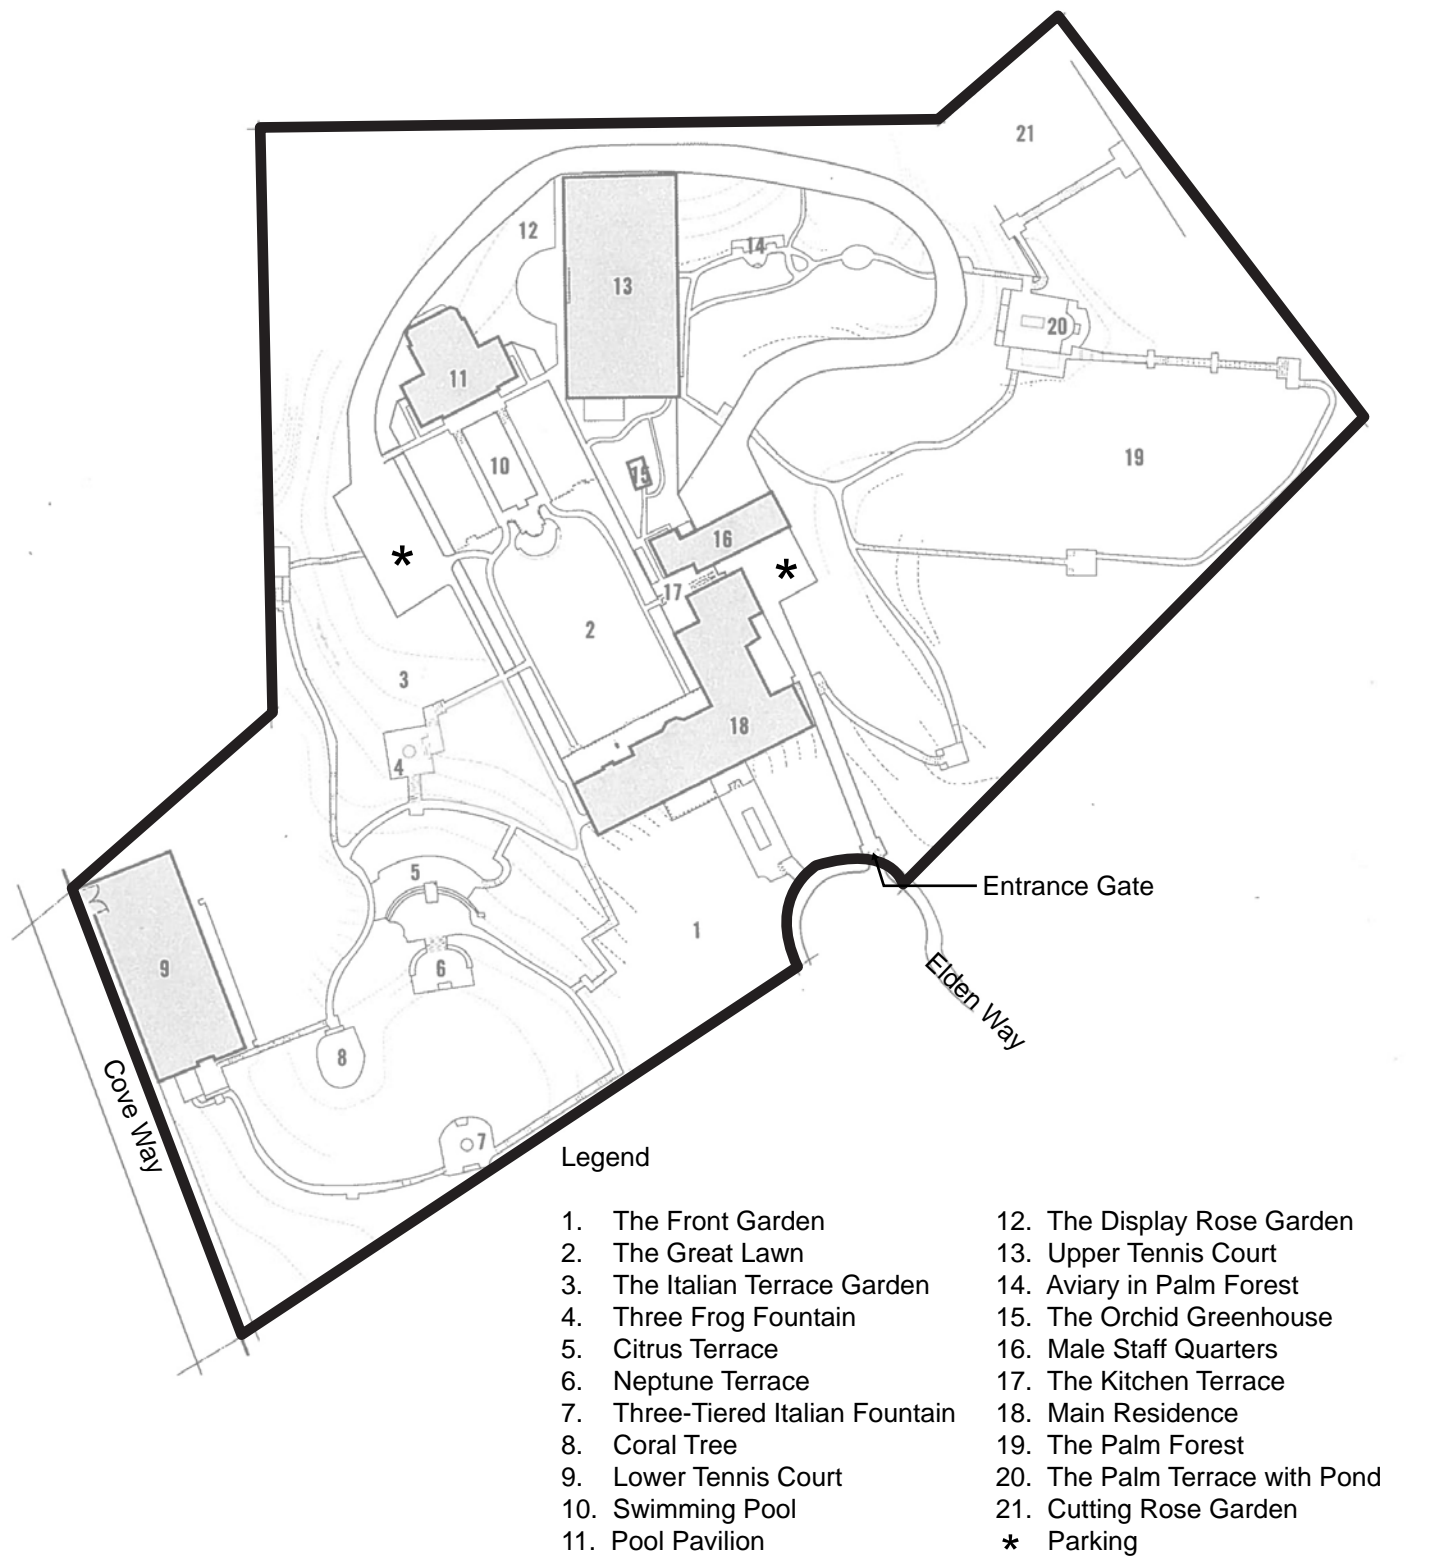 21
12
14
13
20
11
19
10
15
16
*
*
17
2
3
18
4
5
Entrance Gate
1
9
6
Elden Way
8
Cove Way
7
Legend
1. The Front Garden
2. The Great Lawn
3. The Italian Terrace Garden
4. Three Frog Fountain
5. Citrus Terrace
6. Neptune Terrace
7. Three-Tiered Italian Fountain
8. Coral Tree
9. Lower Tennis Court
10. Swimming Pool
11. Pool Pavilion
12. The Display Rose Garden
13. Upper Tennis Court
14. Aviary in Palm Forest
15. The Orchid Greenhouse
16. Male Staff Quarters
17. The Kitchen Terrace
18. Main Residence
19. The Palm Forest
20. The Palm Terrace with Pond
21. Cutting Rose Garden
* Parking